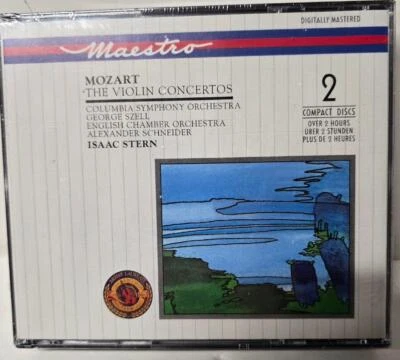 DIGITALLY MASTERED
Maestro
MOZART
THE VIOLIN CONCERTOS
COLUMBIA SYMPHONY ORCHESTRA
GEORGE SZELL
ENGLISH CHAMBER ORCHESTRA
ALEXANDER SCHNEIDER
ISAAC STERN
2
COMPACT DISCS
OVER 2 HOURS
ÜBER 2 STUNDEN
PLUS DE 2 HEURES